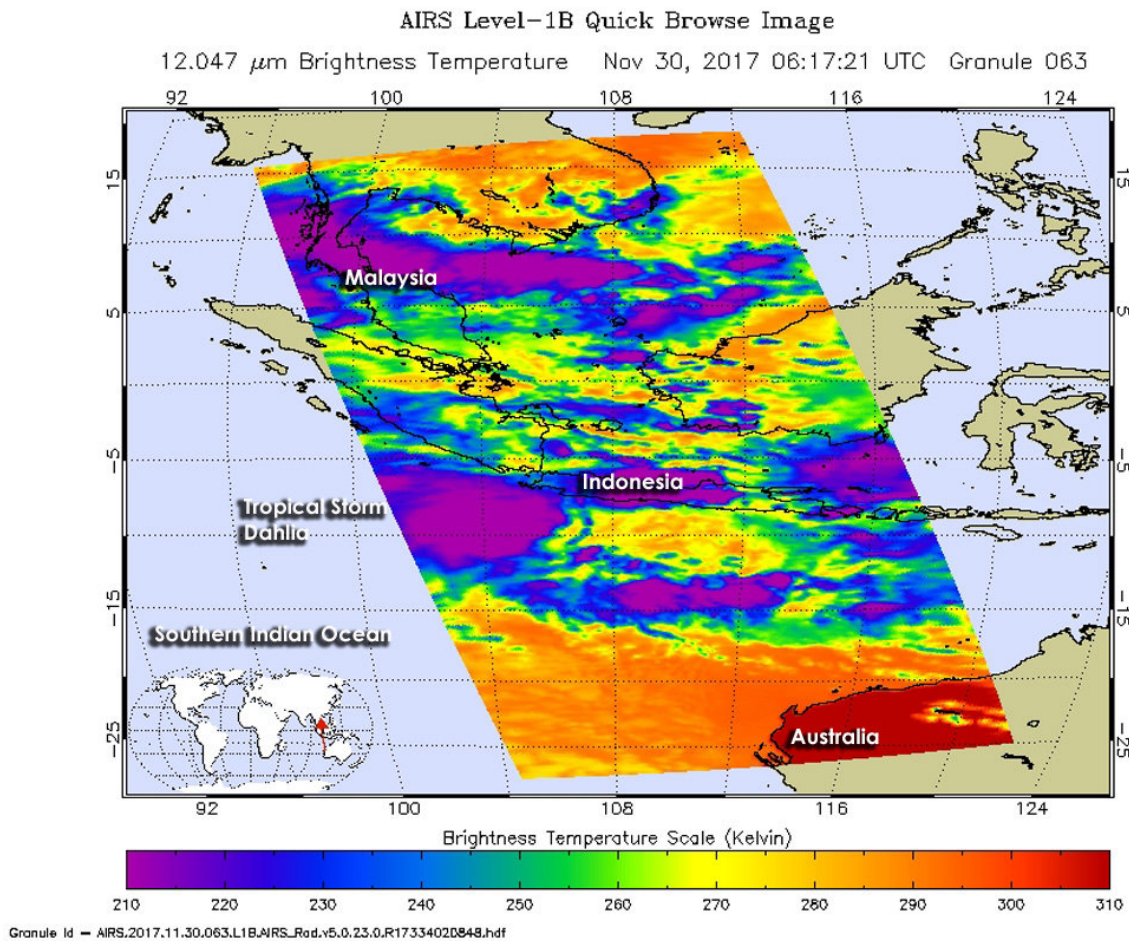 AIRS Level-1B Quick Browse Image
12.047 μm Brightness Temperature Nov 30, 2017 06:17:21 UTC Granule 063
92 100 108 116 124
15 15
Malaysia
5 5
-5 -5
Indonesia
Tropical Storm
Dahlia
-15 -15
Southern Indian Ocean
-25 -25
Australia
92 100 108 116 124
Brightness Temperature Scale (Kelvin)
210 220 230 240 250 260 270 280 290 300 310
Granule Id - AIRS.2017.11.30.063.L1B.AIRS_Rad.v5.0.23.0.R17334020848.hdf